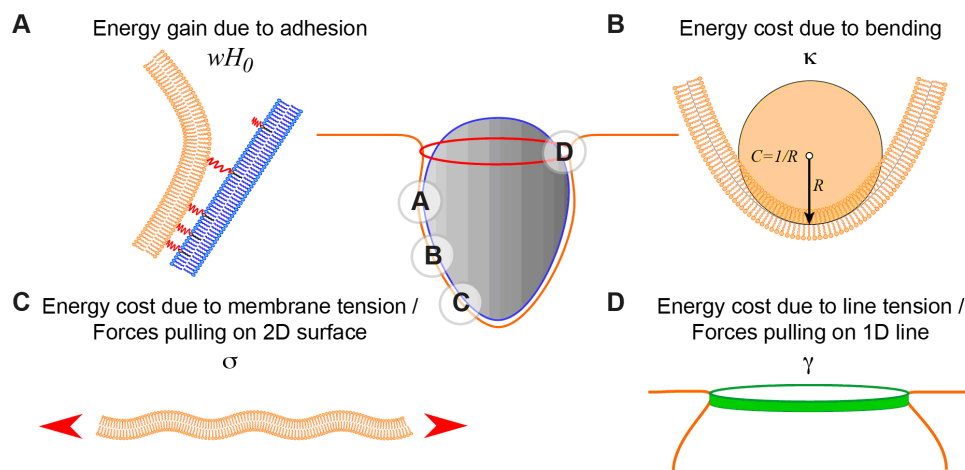 A
Energy gain due to adhesion
wH0
B
Energy cost due to bending
κ
C=1/R
R
D
A
B
C
C
Energy cost due to membrane tension /
Forces pulling on 2D surface
σ
D
Energy cost due to line tension /
Forces pulling on 1D line
γ